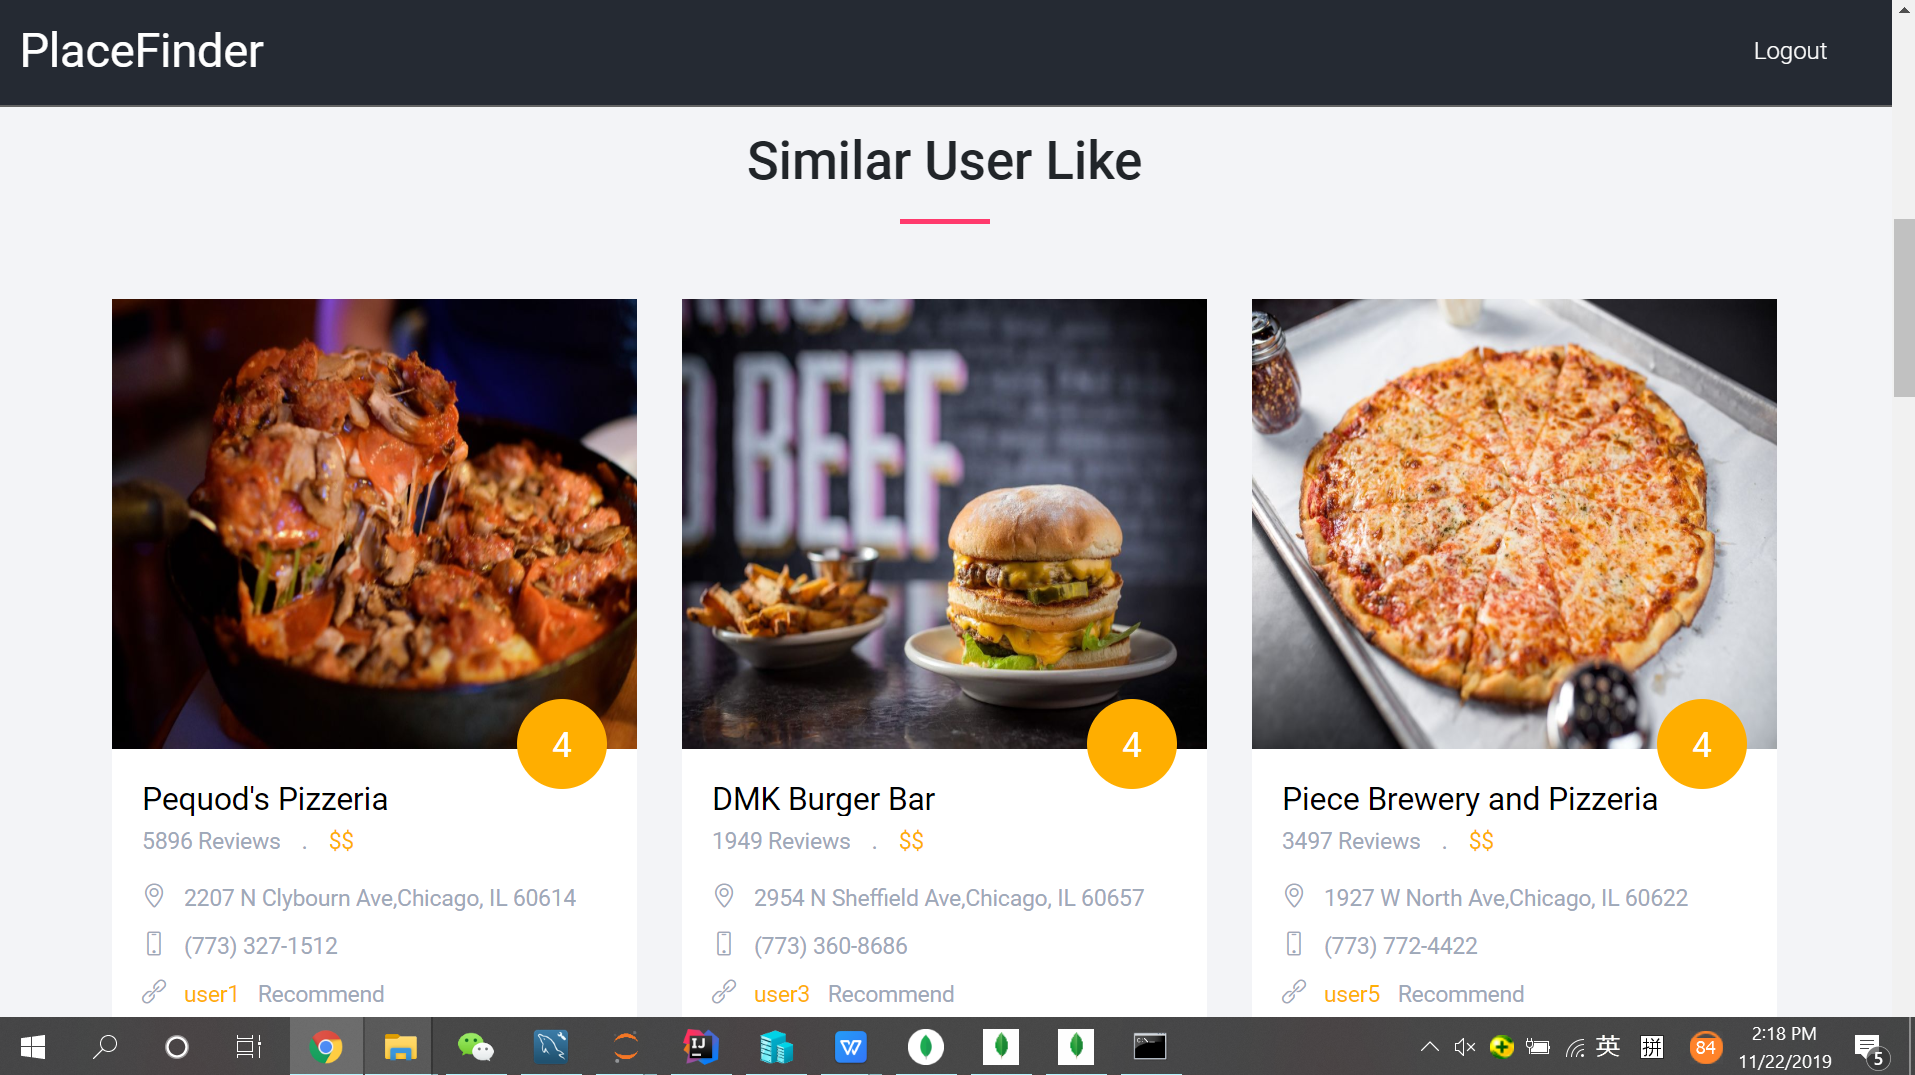 PlaceFinder
Logout
Similar User Like
BEEF
4
4
4
Pequod's Pizzeria
5896 Reviews . $$
2207 N Clybourn Ave,Chicago, IL 60614
(773) 327-1512
user1 Recommend
DMK Burger Bar
1949 Reviews . $$
2954 N Sheffield Ave,Chicago, IL 60657
(773) 360-8686
user3 Recommend
Piece Brewery and Pizzeria
3497 Reviews . $$
1927 W North Ave,Chicago, IL 60622
(773) 772-4422
user5 Recommend
IJ
W
英
拼
84
2:18 PM
11/22/2019
5